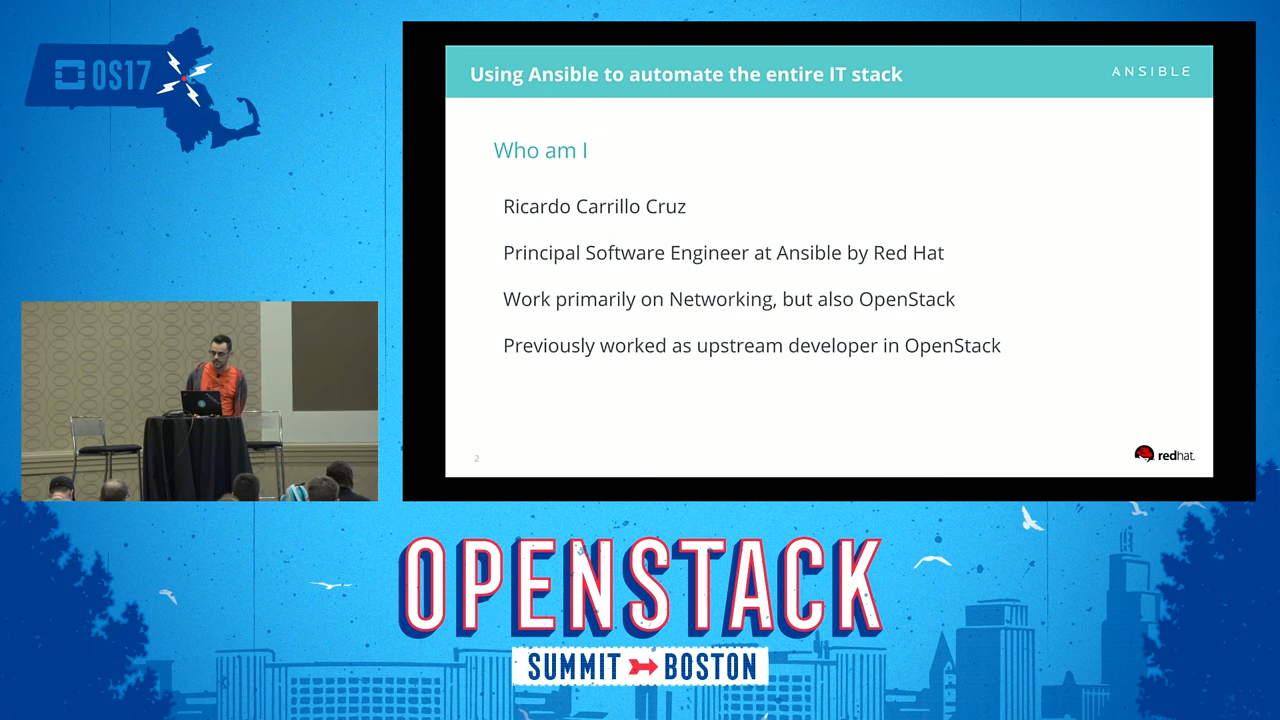 OS17
Using Ansible to automate the entire IT stack
ANSIBLE
Who am I
Ricardo Carrillo Cruz
Principal Software Engineer at Ansible by Red Hat
Work primarily on Networking, but also OpenStack
Previously worked as upstream developer in OpenStack
2
redhat.
OPENSTACK
SUMMIT BOSTON